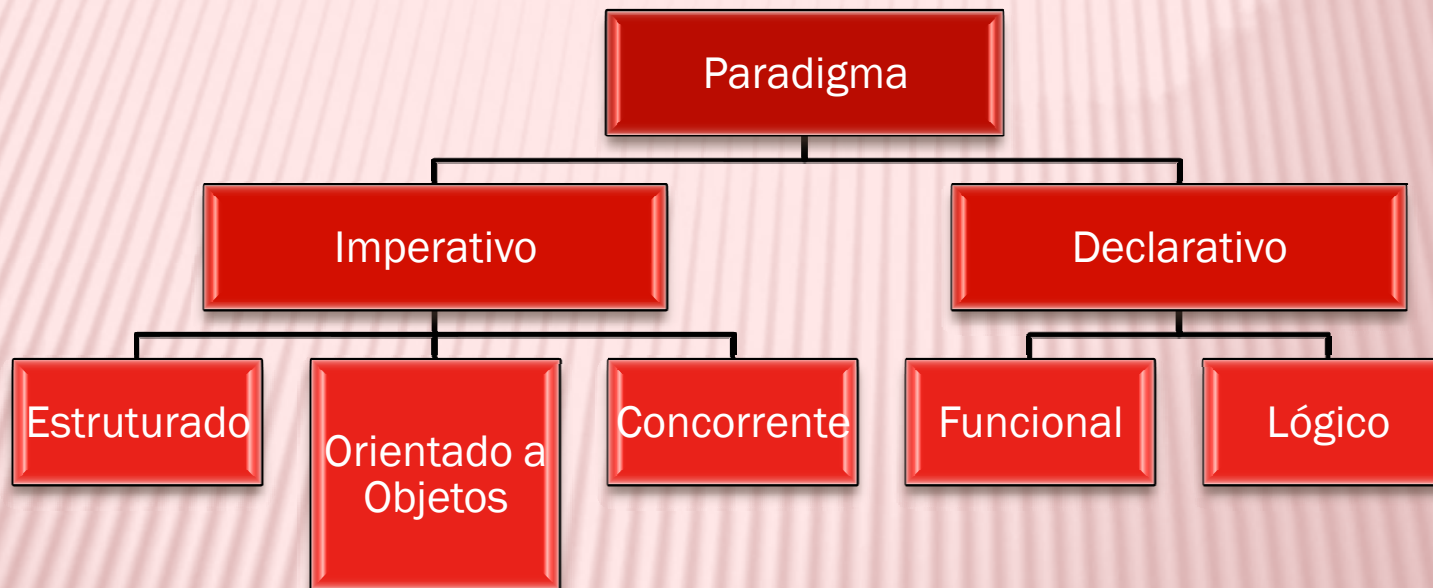 Paradigma
Imperativo
Declarativo
Estruturado
Orientado a
Objetos
Concorrente
Funcional
Lógico